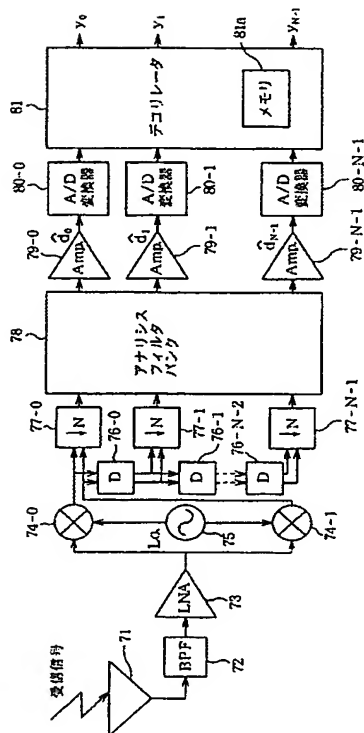 受信信号
71
BPF
72
LNA
73
74-0
Lo
75
74-1
77-0
↓N
D
76-0
↓N
77-1
D
76-1
D
76-N-2
↓N
77-N-1
78
アナリシス
フィルタ
バンク
79-0
Amp.
d̂₀
79-1
Amp.
d̂₁
79-N-1
Amp.
d̂N-1
80-0
A/D
変換器
80-1
A/D
変換器
80-N-1
A/D
変換器
81
デコリレータ
81a
メモリ
y₀
y₁
yN-1